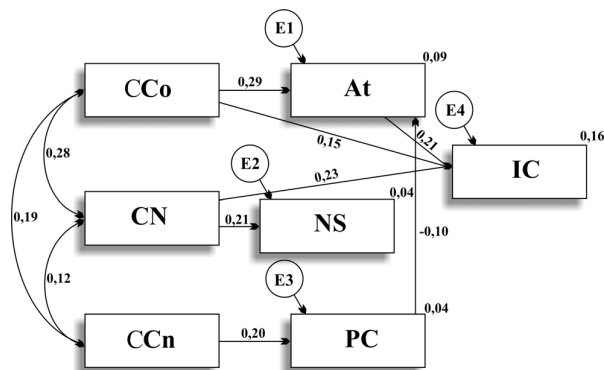 E1
0,09
CCo
0,29
At
E4
0,16
0,15
0,21
IC
0,28
E2
0,23
0,04
0,19
CN
0,21
NS
-0,10
0,12
E3
0,04
CCn
0,20
PC